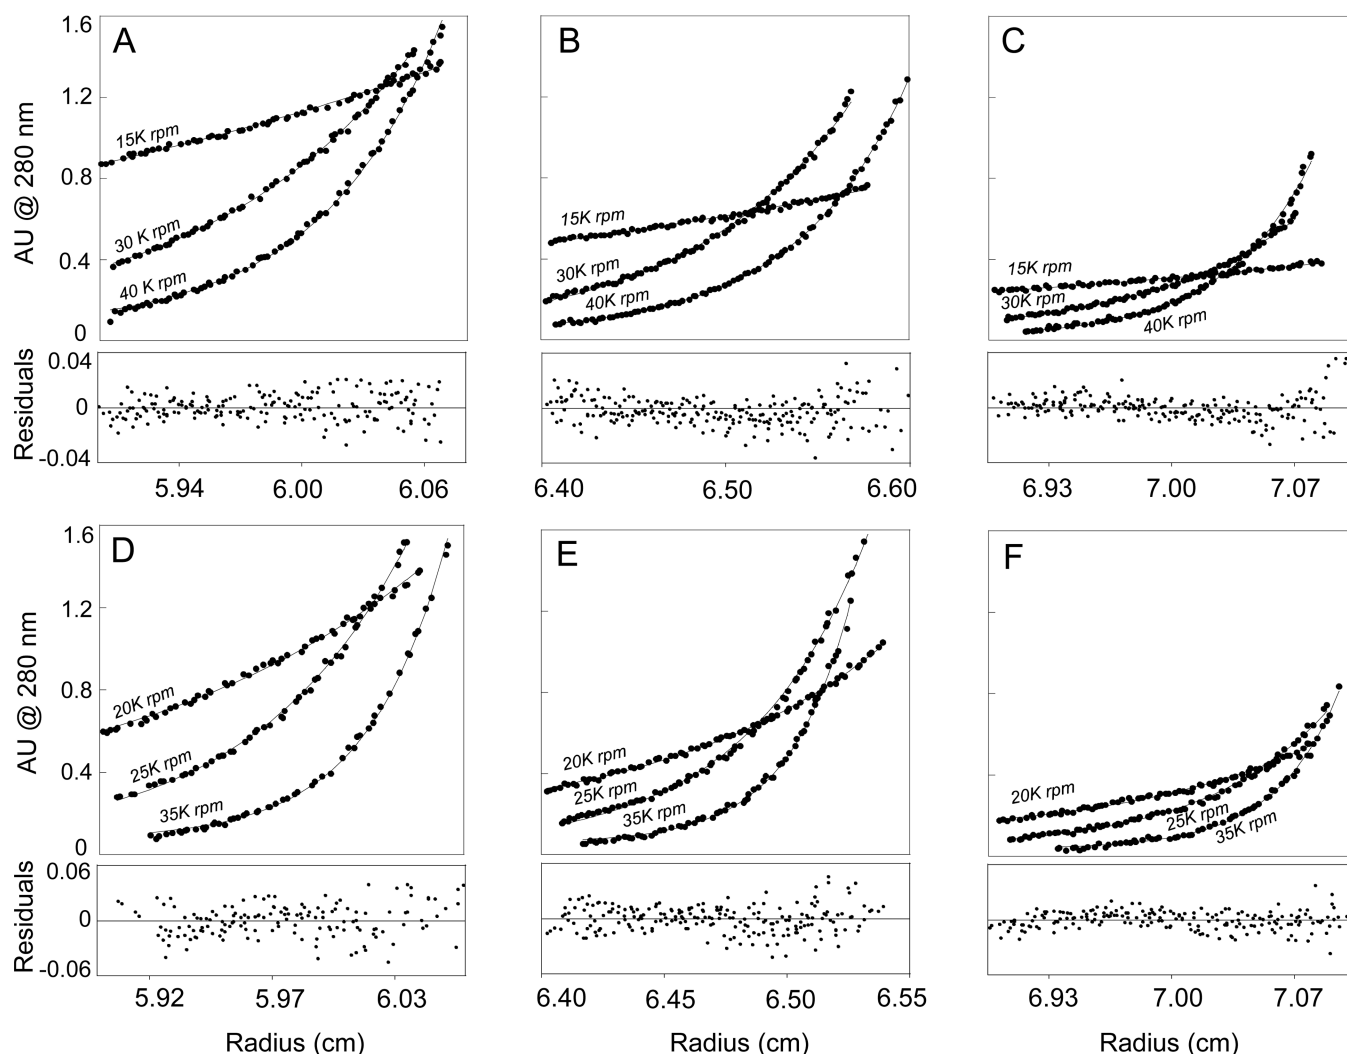 A
B
C
1.6
1.2
0.8
0.4
0
AU @ 280 nm
15K rpm
30 K rpm
40 K rpm
15K rpm
30K rpm
40K rpm
15K rpm
30K rpm
40K rpm
Residuals
0.04
0
-0.04
5.94 6.00 6.06
6.40 6.50 6.60
6.93 7.00 7.07
D
E
F
1.6
1.2
0.8
0.4
0
AU @ 280 nm
20K rpm
25K rpm
35K rpm
20K rpm
25K rpm
35K rpm
20K rpm
25K rpm
35K rpm
Residuals
0.06
0
-0.06
5.92 5.97 6.03
6.40 6.45 6.50 6.55
6.93 7.00 7.07
Radius (cm) Radius (cm) Radius (cm)